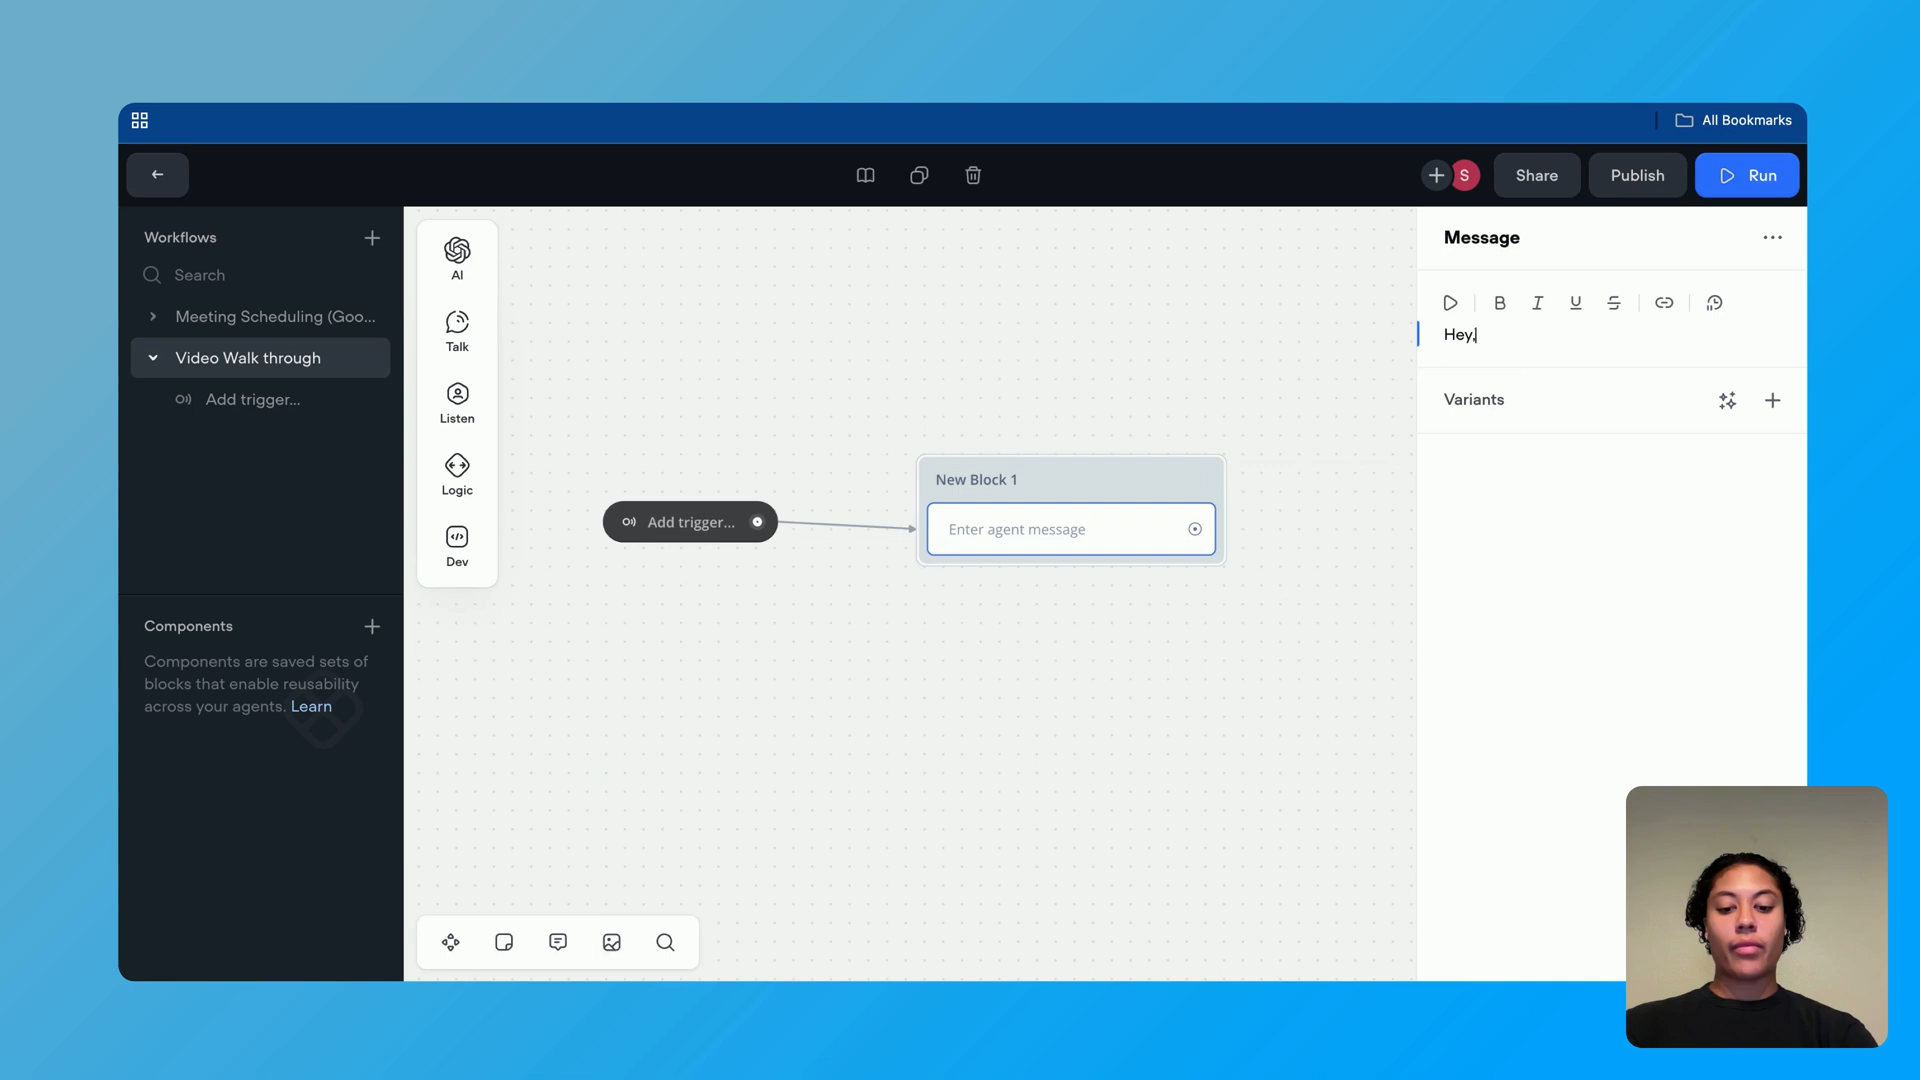 All Bookmarks
S
Share
Publish
Run
Workflows
Search
Meeting Scheduling (Goo...
Video Walk through
Add trigger...
Components
Components are saved sets of
blocks that enable reusability
across your agents. Learn
AI
Talk
Listen
Logic
Dev
Add trigger...
New Block 1
Enter agent message
Message
B I U S
Hey,
Variants